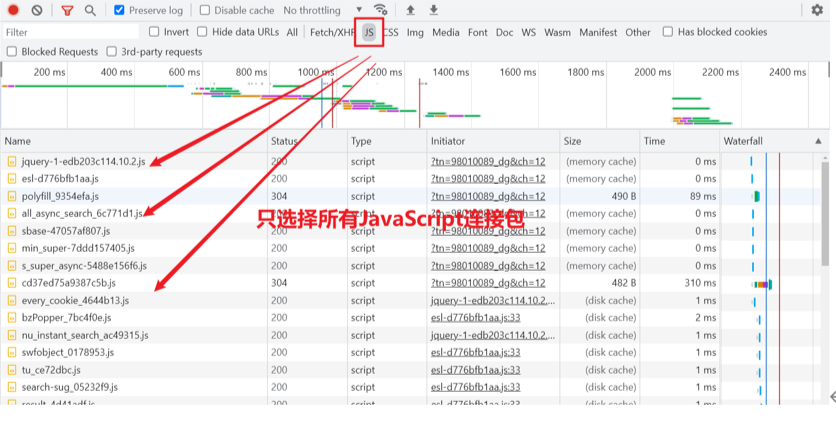 Preserve log Disable cache No throttling
Filter Invert Hide data URLs All Fetch/XHR JS CSS Img Media Font Doc WS Wasm Manifest Other Has blocked cookies
Blocked Requests 3rd-party requests
200 ms 400 ms 600 ms 800 ms 1000 ms 1200 ms 1400 ms 1600 ms 1800 ms 2000 ms 2200 ms 2400 ms
Name Status Type Initiator Size Time Waterfall
jquery-1-edb203c114.10.2.js 200 script ?tn=98010089_dg&ch=12 (memory cache) 0 ms
esl-d776bfb1aa.js 200 script ?tn=98010089_dg&ch=12 (memory cache) 0 ms
polyfill_9354efa.js 304 script ?tn=98010089_dg&ch=12 490 B 89 ms
all_async_search_6c771d1.js 200 script ?tn=98010089_dg&ch=12 (memory cache) 0 ms
只选择所有JavaScript连接包
sbase-47057af807.js 200 script ?tn=98010089_dg&ch=12 (memory cache) 0 ms
min_super-7ddd157405.js 200 script ?tn=98010089_dg&ch=12 (memory cache) 0 ms
s_super_async-5488e156f6.js 200 script ?tn=98010089_dg&ch=12 (memory cache) 0 ms
cd37ed75a9387c5b.js 304 script ?tn=98010089_dg&ch=12 482 B 310 ms
every_cookie_4644b13.js 200 script jquery-1-edb203c114.10.2,... (disk cache) 1 ms
bzPopper_7bc4f0e.js 200 script esl-d776bfb1aa.js:33 (disk cache) 2 ms
nu_instant_search_ac49315.js 200 script jquery-1-edb203c114.10.2,... (disk cache) 1 ms
swfobject_0178953.js 200 script esl-d776bfb1aa.js:33 (disk cache) 1 ms
tu_ce72dbc.js 200 script esl-d776bfb1aa.js:33 (disk cache) 1 ms
search-sug_05232f9.js 200 script esl-d776bfb1aa.js:33 (disk cache) 1 ms
200 script esl-d776bfb1aa.js:33 (disk cache) 1 ms